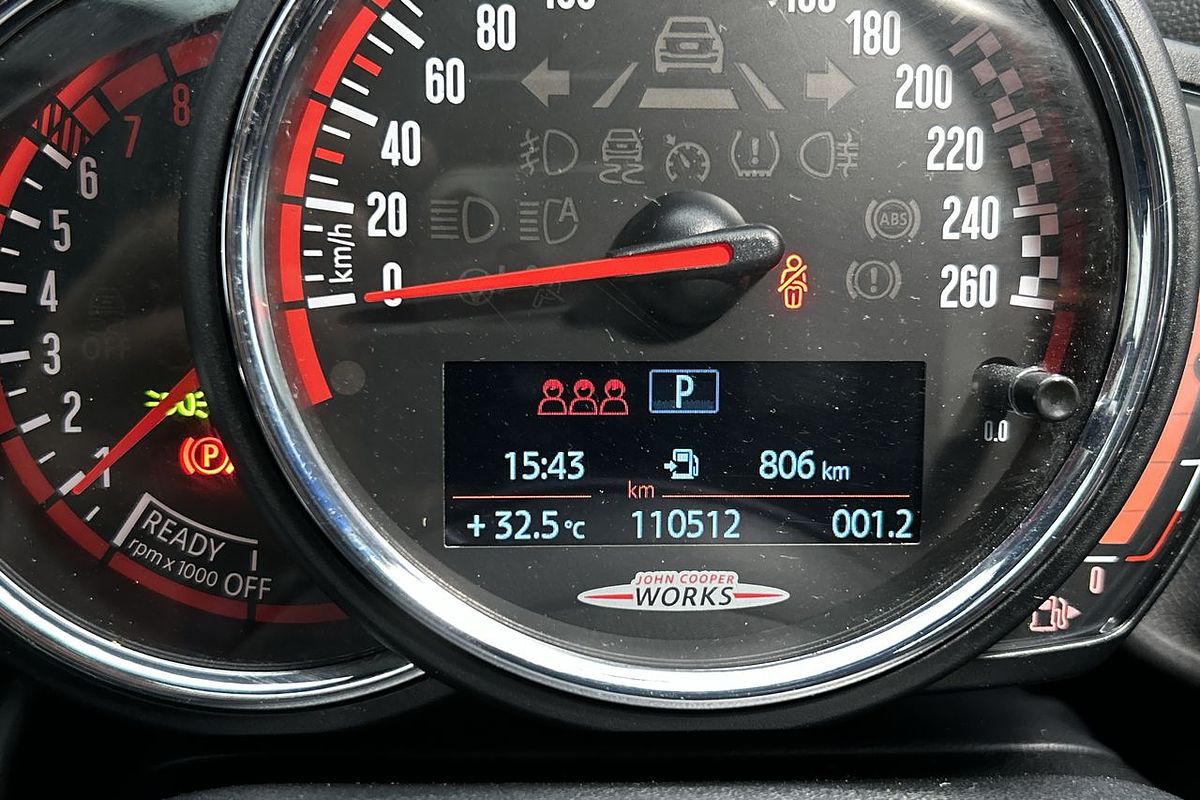 80
180
60
200
40
220
20
240
0
260
km/h
8
7
6
5
4
3
2
1
A
ABS
OFF
P
P
15:43
806 km
km
+ 32.5°C
110512
001.2
0.0
READY
rpm x 1000
OFF
JOHN COOPER
WORKS
0